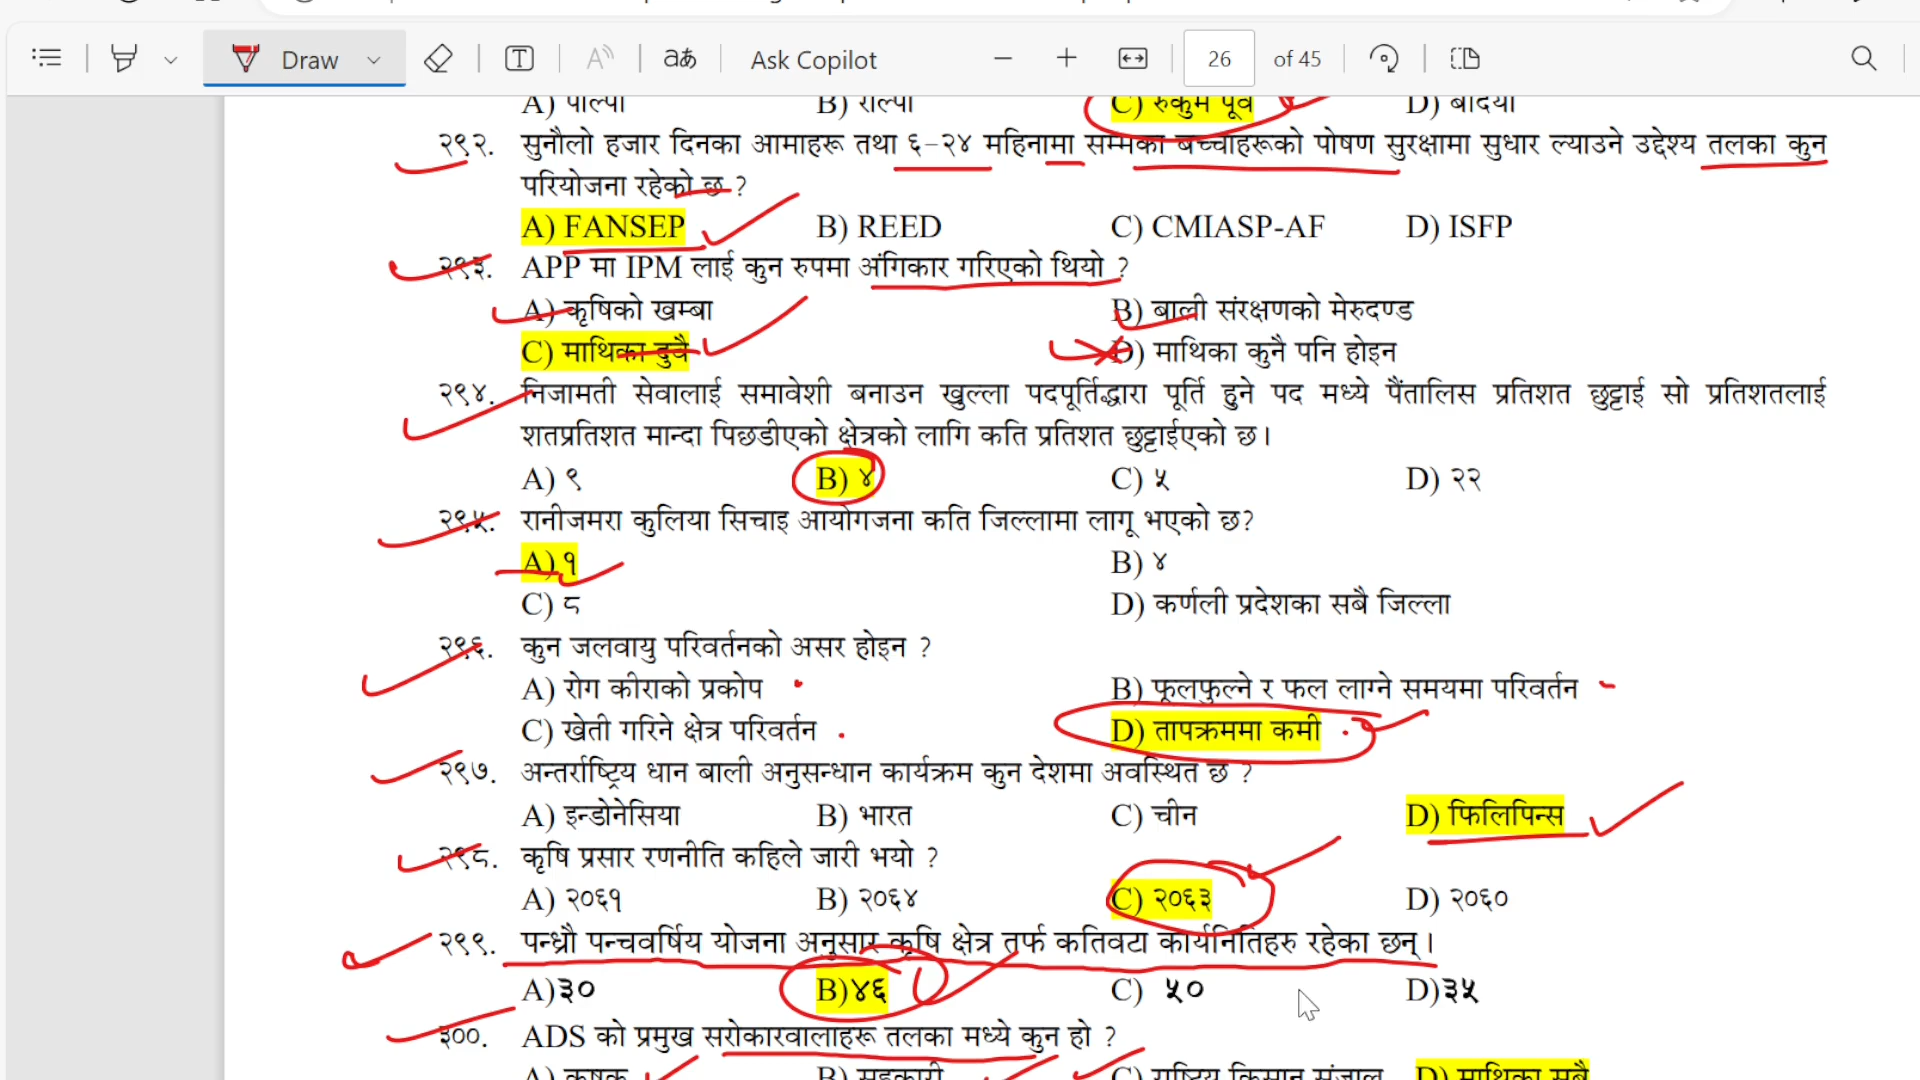 Draw
Ask Copilot
26 of 45
A) पाल्पा B) राल्पा C) रुकुम पूर्व D) बर्दिया
२९२. सुनौलो हजार दिनका आमाहरू तथा ६–२४ महिनामा सम्मका बच्चाहरूको पोषण सुरक्षामा सुधार ल्याउने उद्देश्य तलका कुन
परियोजना रहेको छ ?
A) FANSEP B) REED C) CMIASP-AF D) ISFP
२९३. APP मा IPM लाई कुन रुपमा अंगिकार गरिएको थियो ?
A) कृषिको खम्बा B) बाली संरक्षणको मेरुदण्ड
C) माथिका दुवै D) माथिका कुनै पनि होइन
२९४. निजामती सेवालाई समावेशी बनाउन खुल्ला पदपूर्तिद्धारा पूर्ति हुने पद मध्ये पैंतालिस प्रतिशत छुट्टाई सो प्रतिशतलाई
शतप्रतिशत मान्दा पिछडीएको क्षेत्रको लागि कति प्रतिशत छुट्टाईएको छ।
A) ९ B) ४ C) ५ D) २२
२९५. रानीजमरा कुलिया सिचाइ आयोगजना कति जिल्लामा लागू भएको छ?
A) १ B) ४
C) ८ D) कर्णली प्रदेशका सबै जिल्ला
२९६. कुन जलवायु परिवर्तनको असर होइन ?
A) रोग कीराको प्रकोप B) फूलफुल्ने र फल लाग्ने समयमा परिवर्तन
C) खेती गरिने क्षेत्र परिवर्तन D) तापक्रममा कमी
२९७. अन्तर्राष्ट्रिय धान बाली अनुसन्धान कार्यक्रम कुन देशमा अवस्थित छ ?
A) इन्डोनेसिया B) भारत C) चीन D) फिलिपिन्स
२९८. कृषि प्रसार रणनीति कहिले जारी भयो ?
A) २०६१ B) २०६४ C) २०६३ D) २०६०
२९९. पन्ध्रौ पन्चवर्षिय योजना अनुसार कृषि क्षेत्र तर्फ कतिवटा कार्यनितिहरु रहेका छन्।
A)३० B)४६ C) ५० D)३५
३००. ADS को प्रमुख सरोकारवालाहरू तलका मध्ये कुन हो ?
A) कृषक B) सहकारी C) राष्ट्रिय किसान संजाल D) माथिका सबै